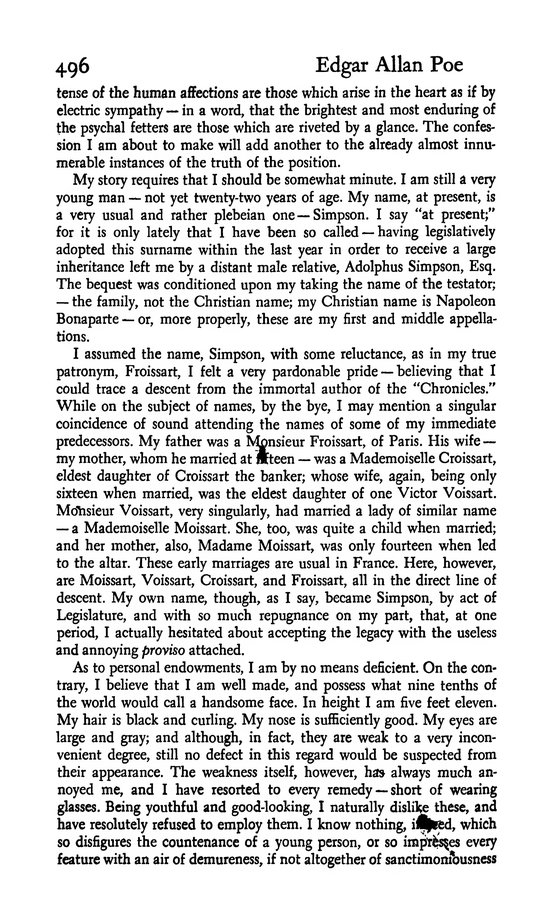 496 Edgar Allan Poe
tense of the human affections are those which arise in the heart as if by
electric sympathy — in a word, that the brightest and most enduring of
the psychal fetters are those which are riveted by a glance. The confes-
sion I am about to make will add another to the already almost innu-
merable instances of the truth of the position.
My story requires that I should be somewhat minute. I am still a very
young man — not yet twenty-two years of age. My name, at present, is
a very usual and rather plebeian one — Simpson. I say "at present;"
for it is only lately that I have been so called — having legislatively
adopted this surname within the last year in order to receive a large
inheritance left me by a distant male relative, Adolphus Simpson, Esq.
The bequest was conditioned upon my taking the name of the testator;
— the family, not the Christian name; my Christian name is Napoleon
Bonaparte — or, more properly, these are my first and middle appella-
tions.
I assumed the name, Simpson, with some reluctance, as in my true
patronym, Froissart, I felt a very pardonable pride — believing that I
could trace a descent from the immortal author of the "Chronicles."
While on the subject of names, by the bye, I may mention a singular
coincidence of sound attending the names of some of my immediate
predecessors. My father was a Monsieur Froissart, of Paris. His wife —
my mother, whom he married at — was a Mademoiselle Croissart,
eldest daughter of Croissart the banker; whose wife, again, being only
sixteen when married, was the eldest daughter of one Victor Voissart.
Monsieur Voissart, very singularly, had married a lady of similar name
— a Mademoiselle Moissart. She, too, was quite a child when married;
and her mother, also, Madame Moissart, was only fourteen when led
to the altar. These early marriages are usual in France. Here, however,
are Moissart, Voissart, Croissart, and Froissart, all in the direct line of
descent. My own name, though, as I say, became Simpson, by act of
Legislature, and with so much repugnance on my part, that, at one
period, I actually hesitated about accepting the legacy with the useless
and annoying proviso attached.
As to personal endowments, I am by no means deficient. On the con-
trary, I believe that I am well made, and possess what nine tenths of
the world would call a handsome face. In height I am five feet eleven.
My hair is black and curling. My nose is sufficiently good. My eyes are
large and gray; and although, in fact, they are weak to a very incon-
venient degree, still no defect in this regard would be suspected from
their appearance. The weakness itself, however, has always much an-
noyed me, and I have resorted to every remedy — short of wearing
glasses. Being youthful and good-looking, I naturally dislike these, and
have resolutely refused to employ them. I know nothing, which
so disfigures the countenance of a young person, or so impresses every
feature with an air of demureness, if not altogether of sanctimoniousness